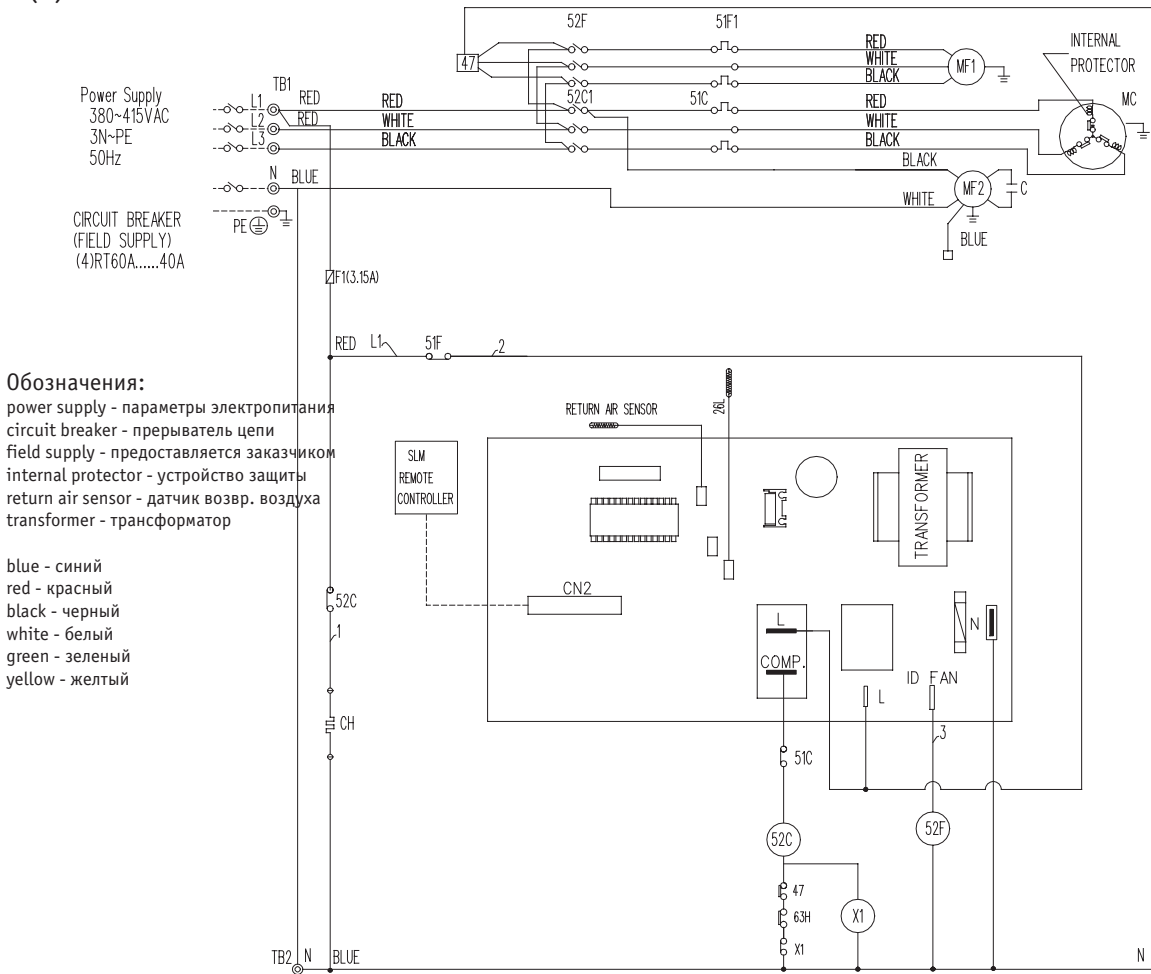 52F
51F1
47
RED
WHITE
BLACK
MF1
INTERNAL
PROTECTOR
MC
Power Supply
380~415VAC
3N~PE
50Hz
TB1
L1
RED
RED
RED
52C1
51C
RED
L2
WHITE
WHITE
L3
BLACK
BLACK
BLACK
N
BLUE
WHITE
MF2
C
BLUE
PE
CIRCUIT BREAKER
(FIELD SUPPLY)
(4)RT60A......40A
F1(3.15A)
RED
L1
51F
2
Обозначения:
power supply - параметры электропитания
circuit breaker - прерыватель цепи
field supply - предоставляется заказчиком
internal protector - устройство защиты
return air sensor - датчик возвр. воздуха
transformer - трансформатор
blue - синий
red - красный
black - черный
white - белый
green - зеленый
yellow - желтый
RETURN AIR SENSOR
26L
SLM
REMOTE
CONTROLLER
TRANSFORMER
CN2
L
COMP.
N
ID FAN
L
3
52C
1
CH
51C
52C
52F
47
63H
X1
X1
TB2
N
BLUE
N